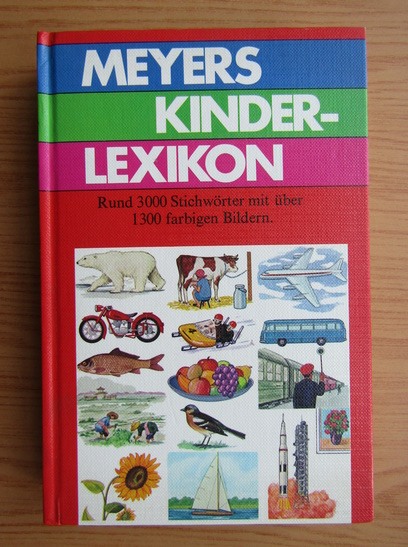 MEYERS
KINDER-
LEXIKON
Rund 3000 Stichwörter mit über
1300 farbigen Bildern.